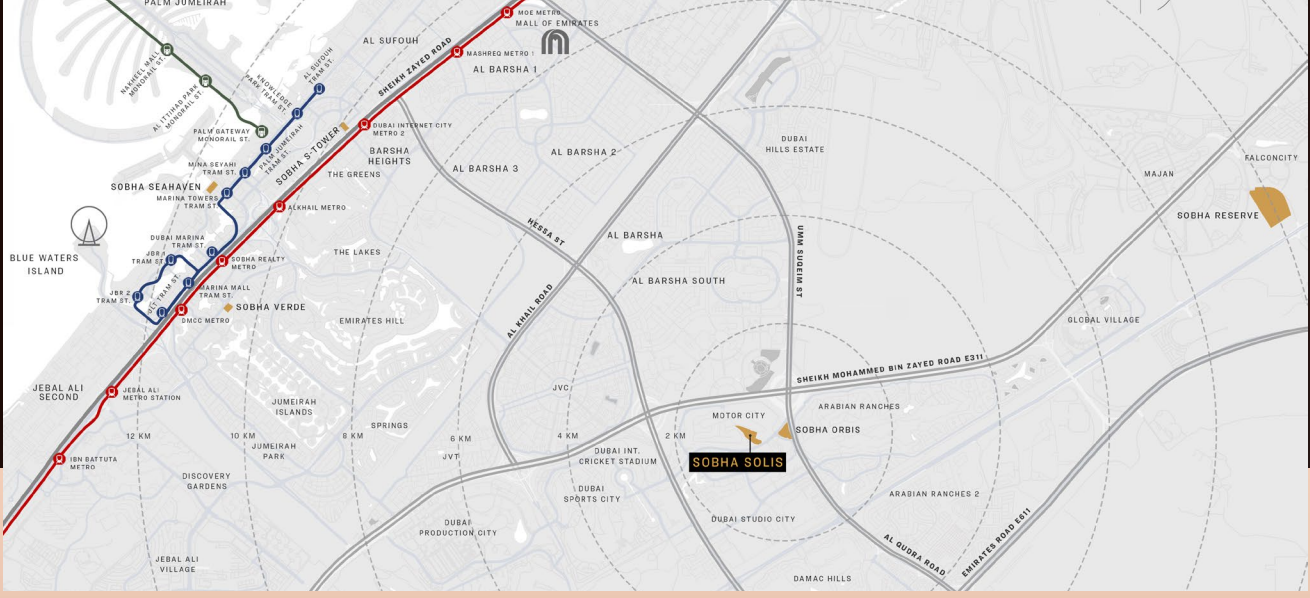 PALM JUMEIRAH
MOE METRO
MALL OF EMIRATES
AL SUFOUH
MASHREQ METRO
AL BARSHA 1
SHEIKH ZAYED ROAD
NAKHEEL MALL
MONORAIL ST.
AL ITTIHAD PARK
MONORAIL ST.
KNOWLEDGE
PARK TRAM ST.
AL SUFOUH
TRAM ST.
PALM GATEWAY
MONORAIL ST.
PALM JUMEIRAH
TRAM ST.
SOBHA S-TOWER
DUBAI INTERNET CITY
METRO 2
BARSHA
HEIGHTS
THE GREENS
AL BARSHA 3
AL BARSHA 2
DUBAI
HILLS ESTATE
FALCONCITY
MAJAN
SOBHA RESERVE
MINA SEYAHI
TRAM ST.
SOBHA SEAHAVEN
MARINA TOWERS
TRAM ST.
ALKHAIL METRO
HESSA ST
AL BARSHA
UMM SUQEIM ST
DUBAI MARINA
TRAM ST.
BLUE WATERS
ISLAND
JBR 1
TRAM ST.
SOBHA REALTY
METRO
THE LAKES
AL BARSHA SOUTH
JBR 2
TRAM ST.
JLT TRAM ST.
MARINA MALL
TRAM ST.
SOBHA VERDE
DMCC METRO
EMIRATES HILL
AL KHAIL ROAD
GLOBAL VILLAGE
SHEIKH MOHAMMED BIN ZAYED ROAD E311
JEBAL ALI
SECOND
JEBAL ALI
METRO STATION
JUMEIRAH
ISLANDS
JVC
MOTOR CITY
ARABIAN RANCHES
SPRINGS
SOBHA ORBIS
12 KM
10 KM
8 KM
6 KM
4 KM
2 KM
JUMEIRAH
PARK
JVT
DUBAI INT.
CRICKET STADIUM
SOBHA SOLIS
IBN BATTUTA
METRO
DISCOVERY
GARDENS
DUBAI
SPORTS CITY
ARABIAN RANCHES 2
DUBAI
PRODUCTION CITY
DUBAI STUDIO CITY
AL QUDRA ROAD
EMIRATES ROAD E611
JEBAL ALI
VILLAGE
DAMAC HILLS